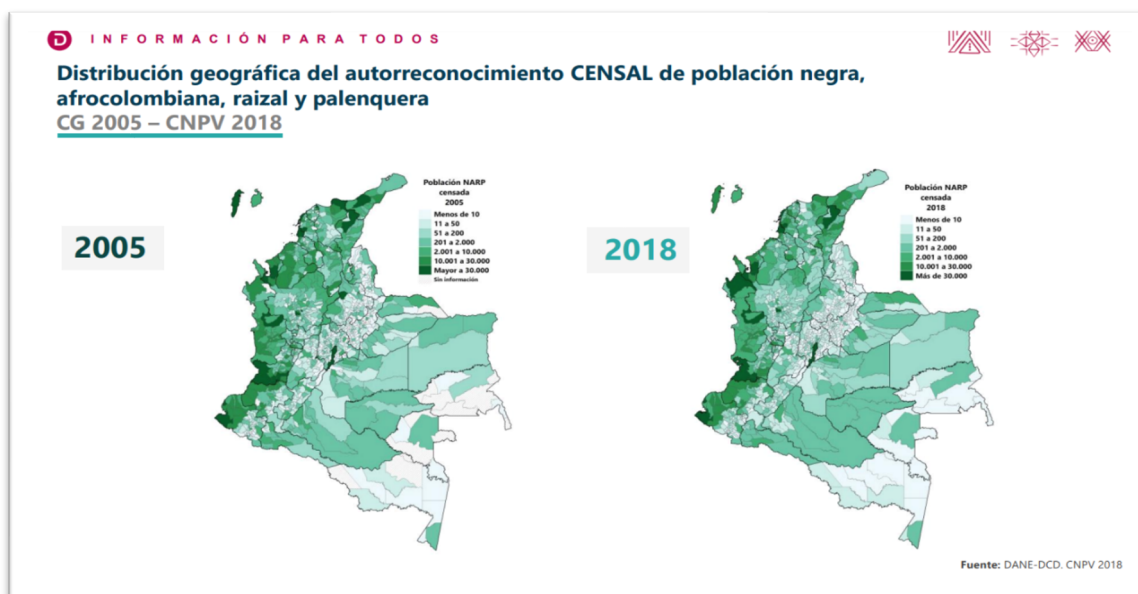 INFORMACIÓN PARA TODOS
Distribución geográfica del autorreconocimiento CENSAL de población negra,
afrocolombiana, raizal y palenquera
CG 2005 – CNPV 2018
2005
Población NARP
censada
2005
Menos de 10
11 a 50
51 a 200
201 a 2.000
2.001 a 10.000
10.001 a 30.000
Mayor a 30.000
Sin información
2018
Población NARP
censada
2018
Menos de 10
11 a 50
51 a 200
201 a 2.000
2.001 a 10.000
10.001 a 30.000
Más de 30.000
Fuente: DANE-DCD. CNPV 2018